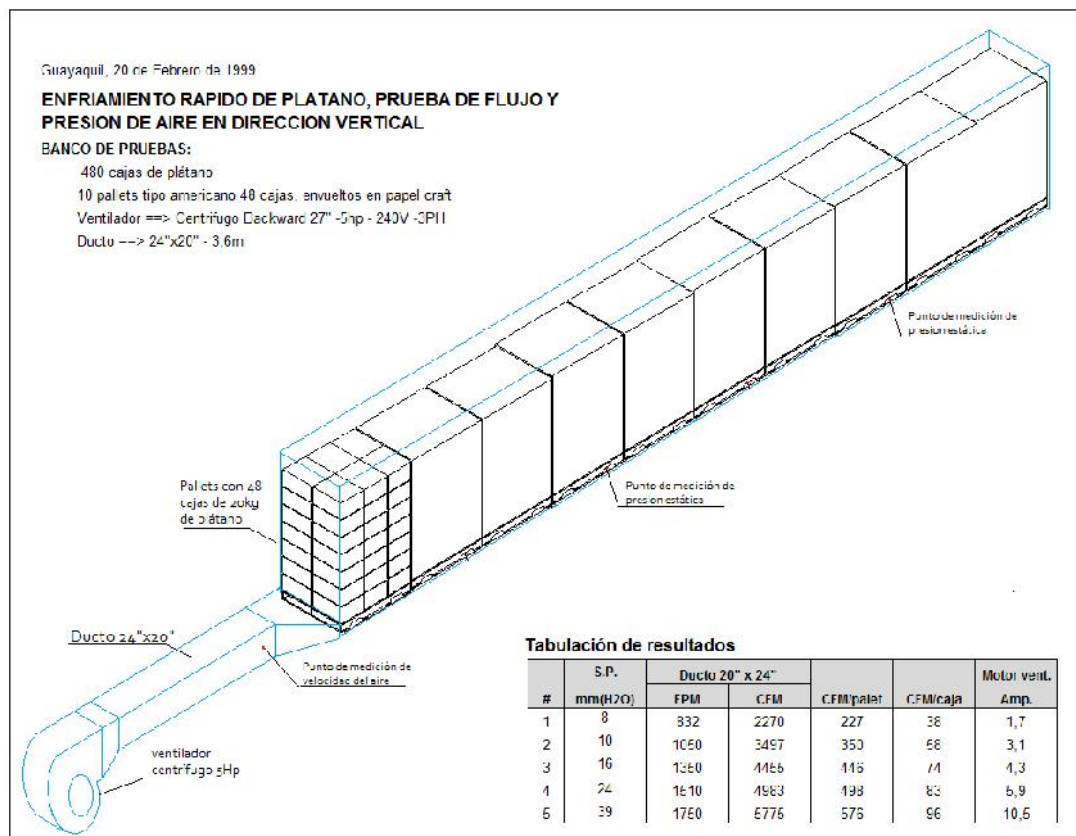 Guayaquil, 20 de Febrero de 1999
ENFRIAMIENTO RAPIDO DE PLATANO, PRUEBA DE FLUJO Y
PRESION DE AIRE EN DIRECCION VERTICAL
BANCO DE PRUEBAS:
480 cajas de plátano
10 pallets tipo americano 48 cajas, envueltos en papel craft
Ventilador ==> Centrifugo Backward 27" -5hp - 240V -3PH
Ducto --> 24"x20" - 3,6m
Punto de medición de
presion estática
Pallets con 48
cajas de 20kg
de plátano
Punto de medición de
presion estática
Ducto 24"x20"
Punto de medición de
velocidad del aire
ventilador
centrífugo 5Hp
Tabulación de resultados
S.P. Ducto 20" x 24" Motor vent.
# mm(H2O) FPM CFM CFM/palet CFM/caja Amp.
1 8 832 2270 227 38 1,7
2 10 1050 3497 350 58 3,1
3 16 1350 4455 446 74 4,3
4 24 1510 4983 498 83 5,9
5 39 1750 5775 576 96 10,5